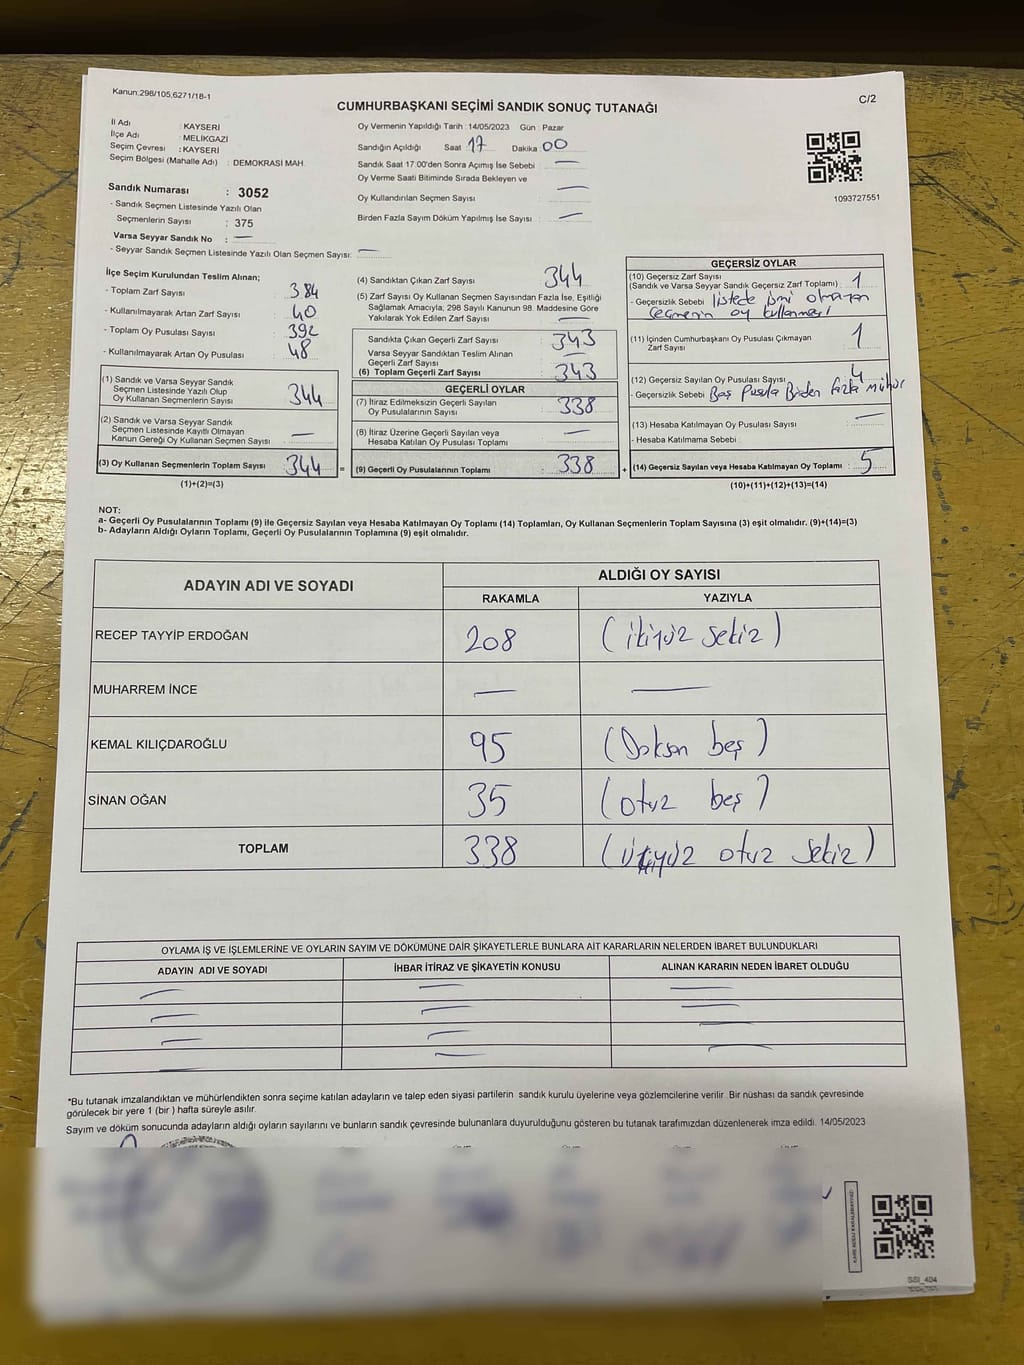 Kanun:298/105,6271/18-1
CUMHURBAŞKANI SEÇİMİ SANDIK SONUÇ TUTANAĞI
C/2
İl Adı : KAYSERİ
İlçe Adı : MELİKGAZİ
Seçim Çevresi : KAYSERİ
Seçim Bölgesi (Mahalle Adı) : DEMOKRASİ MAH.
Sandık Numarası : 3052
- Sandık Seçmen Listesinde Yazılı Olan
Seçmenlerin Sayısı : 375
Varsa Seyyar Sandık No : —
- Seyyar Sandık Seçmen Listesinde Yazılı Olan Seçmen Sayısı: —
Oy Vermenin Yapıldığı Tarih : 14/05/2023 Gün : Pazar
Sandığın Açıldığı Saat 17 Dakika 00
Sandık Saat 17:00'den Sonra Açımış İse Sebebi : —
Oy Verme Saati Bitiminde Sırada Bekleyen ve
Oy Kullandırılan Seçmen Sayısı : —
Birden Fazla Sayım Döküm Yapılmış İse Sayısı : —
1093727551
İlçe Seçim Kurulundan Teslim Alınan;
- Toplam Zarf Sayısı : 384
- Kullanılmayarak Artan Zarf Sayısı : 40
- Toplam Oy Pusulası Sayısı : 392
- Kullanılmayarak Artan Oy Pusulası : 48
(1) Sandık ve Varsa Seyyar Sandık
Seçmen Listesinde Yazılı Olup
Oy Kullanan Seçmenlerin Sayısı : 344
(2) Sandık ve Varsa Seyyar Sandık
Seçmen Listesinde Kayıtlı Olmayan
Kanun Gereği Oy Kullanan Seçmen Sayısı : —
(3) Oy Kullanan Seçmenlerin Toplam Sayısı : 344 =
(1)+(2)=(3)
(4) Sandıktan Çıkan Zarf Sayısı : 344
(5) Zarf Sayısı Oy Kullanan Seçmen Sayısından Fazla İse, Eşitliği
Sağlamak Amacıyla; 298 Sayılı Kanunun 98. Maddesine Göre
Yakılarak Yok Edilen Zarf Sayısı : —
Sandıkta Çıkan Geçerli Zarf Sayısı : 343
Varsa Seyyar Sandıktan Teslim Alınan
Geçerli Zarf Sayısı : —
(6) Toplam Geçerli Zarf Sayısı : 343
GEÇERLİ OYLAR
(7) İtiraz Edilmeksizin Geçerli Sayılan
Oy Pusulalarının Sayısı : 338
(8) İtiraz Üzerine Geçerli Sayılan veya
Hesaba Katılan Oy Pusulası Toplamı : —
(9) Geçerli Oy Pusulalarının Toplamı : 338 +
GEÇERSİZ OYLAR
(10) Geçersiz Zarf Sayısı
(Sandık ve Varsa Seyyar Sandık Geçersiz Zarf Toplamı) : 1
- Geçersizlik Sebebi listede ismi olmayan
seçmenin oy kullanması
(11) İçinden Cumhurbaşkanı Oy Pusulası Çıkmayan
Zarf Sayısı : 1
(12) Geçersiz Sayılan Oy Pusulası Sayısı : 4
- Geçersizlik Sebebi Boş Pusula Birden fazla mühür
(13) Hesaba Katılmayan Oy Pusulası Sayısı : —
- Hesaba Katılmama Sebebi
(14) Geçersiz Sayılan veya Hesaba Katılmayan Oy Toplamı : 5
(10)+(11)+(12)+(13)=(14)
NOT:
a- Geçerli Oy Pusulalarının Toplamı (9) ile Geçersiz Sayılan veya Hesaba Katılmayan Oy Toplamı (14) Toplamları, Oy Kullanan Seçmenlerin Toplam Sayısına (3) eşit olmalıdır. (9)+(14)=(3)
b- Adayların Aldığı Oyların Toplamı, Geçerli Oy Pusulalarının Toplamına (9) eşit olmalıdır.
ADAYIN ADI VE SOYADI
ALDIĞI OY SAYISI
RAKAMLA YAZIYLA
RECEP TAYYİP ERDOĞAN 208 (ikiyüz sekiz)
MUHARREM İNCE — —
KEMAL KILIÇDAROĞLU 95 (Doksan beş)
SİNAN OĞAN 35 (otuz beş)
TOPLAM 338 (üçyüz otuz sekiz)
OYLAMA İŞ VE İŞLEMLERİNE VE OYLARIN SAYIM VE DÖKÜMÜNE DAİR ŞİKAYETLERLE BUNLARA AİT KARARLARIN NELERDEN İBARET BULUNDUKLARI
ADAYIN ADI VE SOYADI İHBAR İTİRAZ VE ŞİKAYETİN KONUSU ALINAN KARARIN NEDEN İBARET OLDUĞU
— — —
— — —
— — —
— — —
*Bu tutanak imzalandıktan ve mühürlendikten sonra seçime katılan adayların ve talep eden siyasi partilerin sandık kurulu üyelerine veya gözlemcilerine verilir. Bir nüshası da sandık çevresinde
görülecek bir yere 1 (bir ) hafta süreyle asılır.
Sayım ve döküm sonucunda adayların aldığı oyların sayılarını ve bunların sandık çevresinde bulunanlara duyurulduğunu gösteren bu tutanak tarafımızdan düzenlenerek imza edildi. 14/05/2023
SSI_404